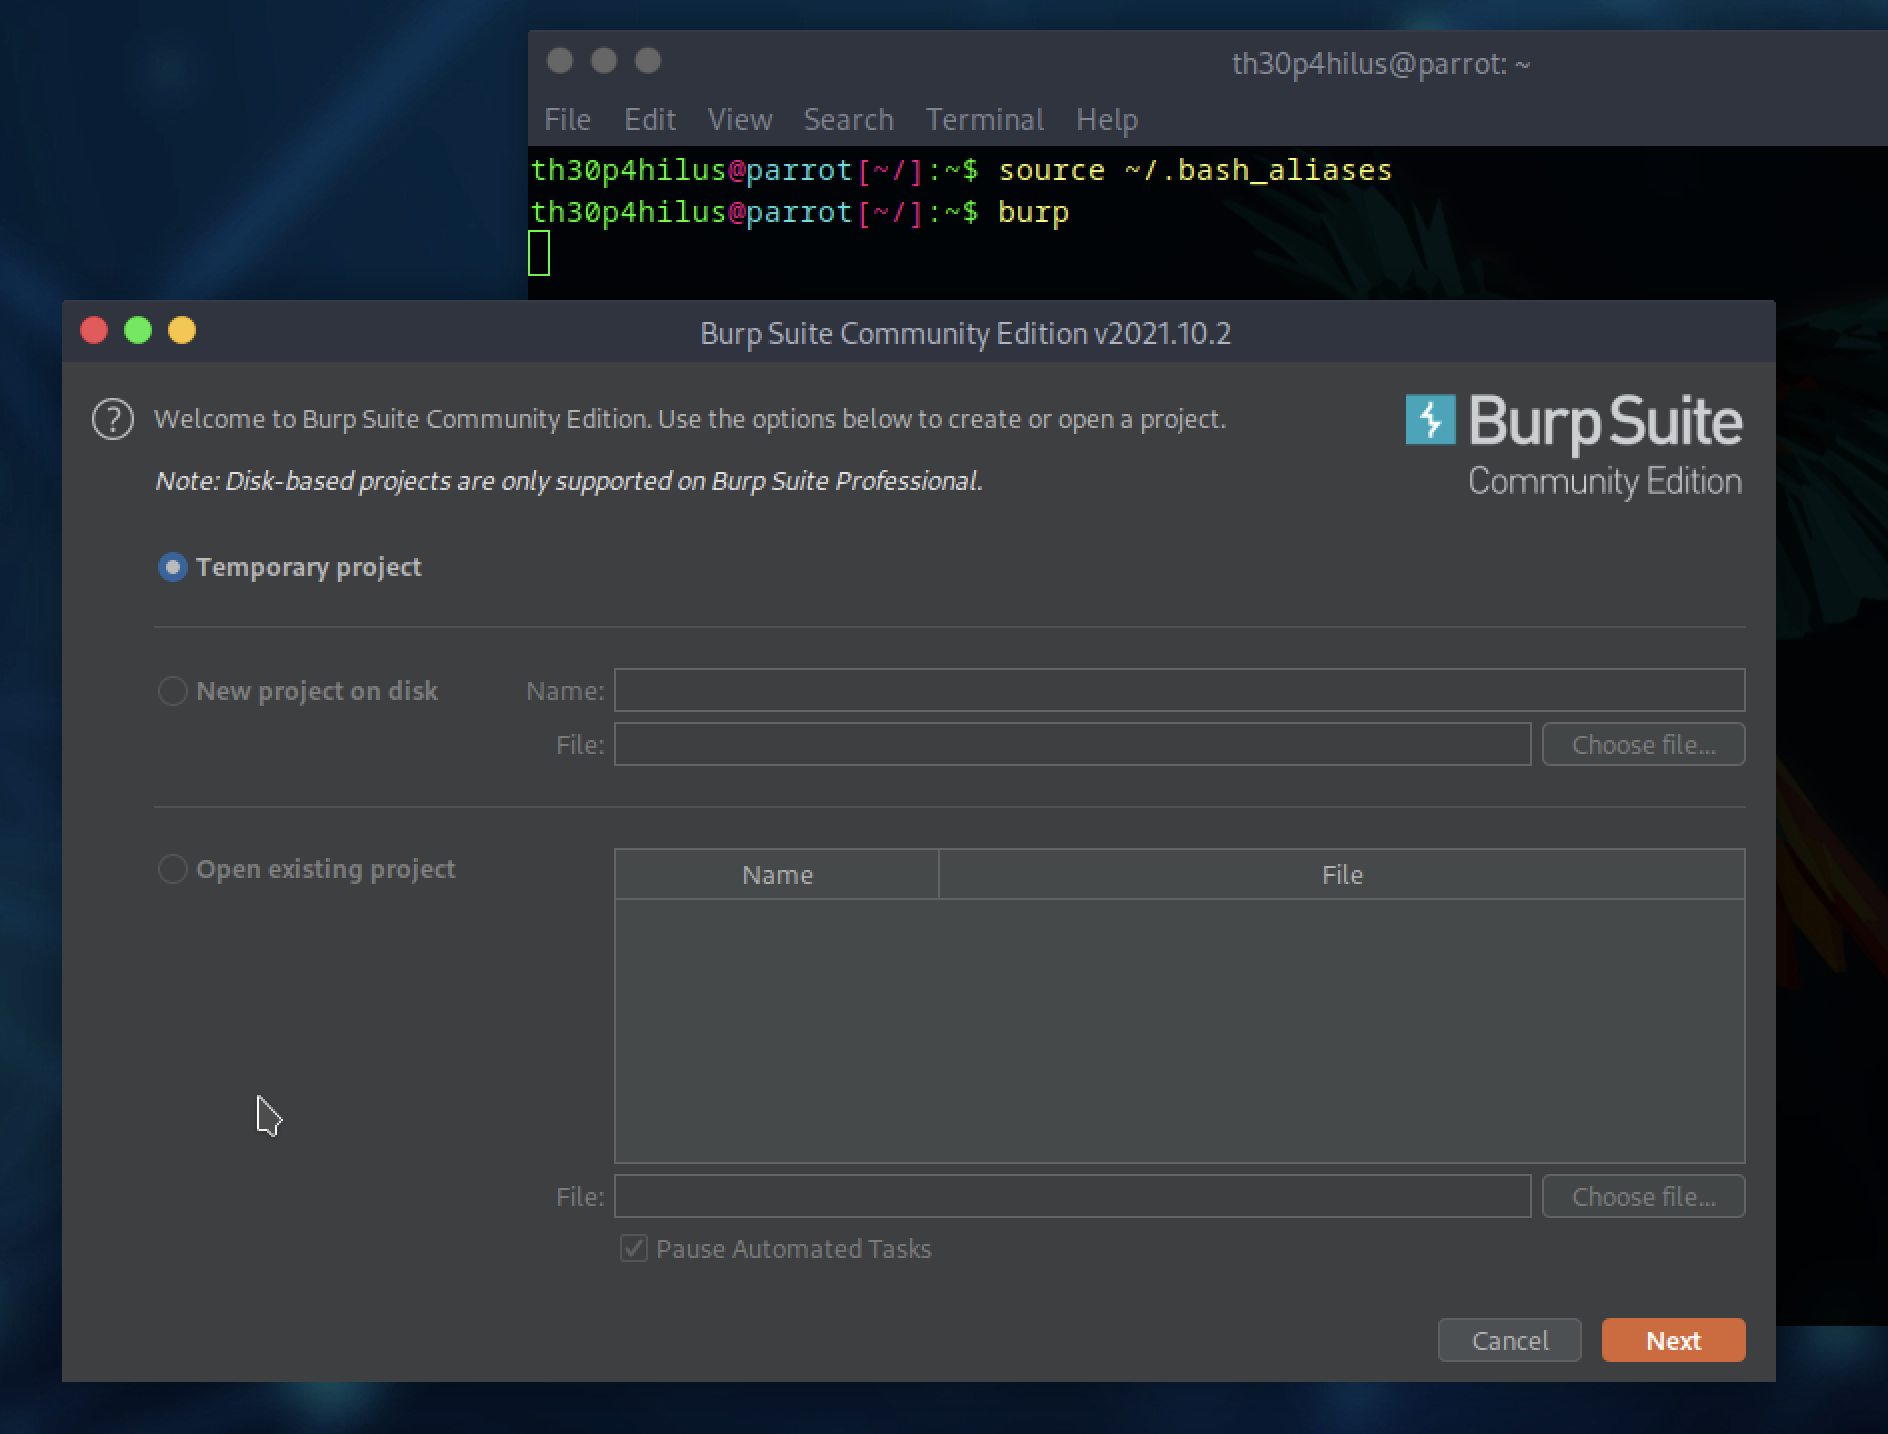 th30p4hilus@parrot: ~
File Edit View Search Terminal Help
th30p4hilus@parrot[~/]:~$ source ~/.bash_aliases
th30p4hilus@parrot[~/]:~$ burp
Burp Suite Community Edition v2021.10.2
? Welcome to Burp Suite Community Edition. Use the options below to create or open a project.
Note: Disk-based projects are only supported on Burp Suite Professional.
Burp Suite
Community Edition
Temporary project
New project on disk Name:
File: Choose file...
Open existing project Name File
File: Choose file...
Pause Automated Tasks
Cancel Next